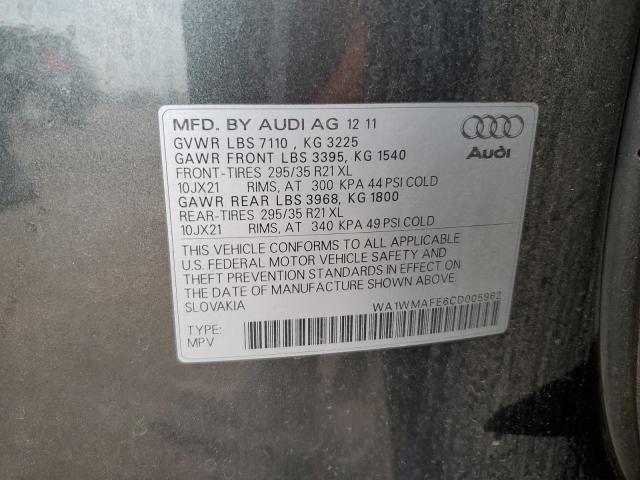 MFD. BY AUDI AG 12 11
GVWR LBS 7110 , KG 3225
GAWR FRONT LBS 3395, KG 1540
FRONT-TIRES 295/35 R21 XL
10JX21 RIMS, AT 300 KPA 44 PSI COLD
GAWR REAR LBS 3968, KG 1800
REAR-TIRES 295/35 R21 XL
10JX21 RIMS, AT 340 KPA 49 PSI COLD
THIS VEHICLE CONFORMS TO ALL APPLICABLE
U.S. FEDERAL MOTOR VEHICLE SAFETY AND
THEFT PREVENTION STANDARDS IN EFFECT ON
THE DATE OF MANUFACTURE SHOWN ABOVE.
SLOVAKIA
WA1WMAFE6CD005962
TYPE:
MPV
Audi